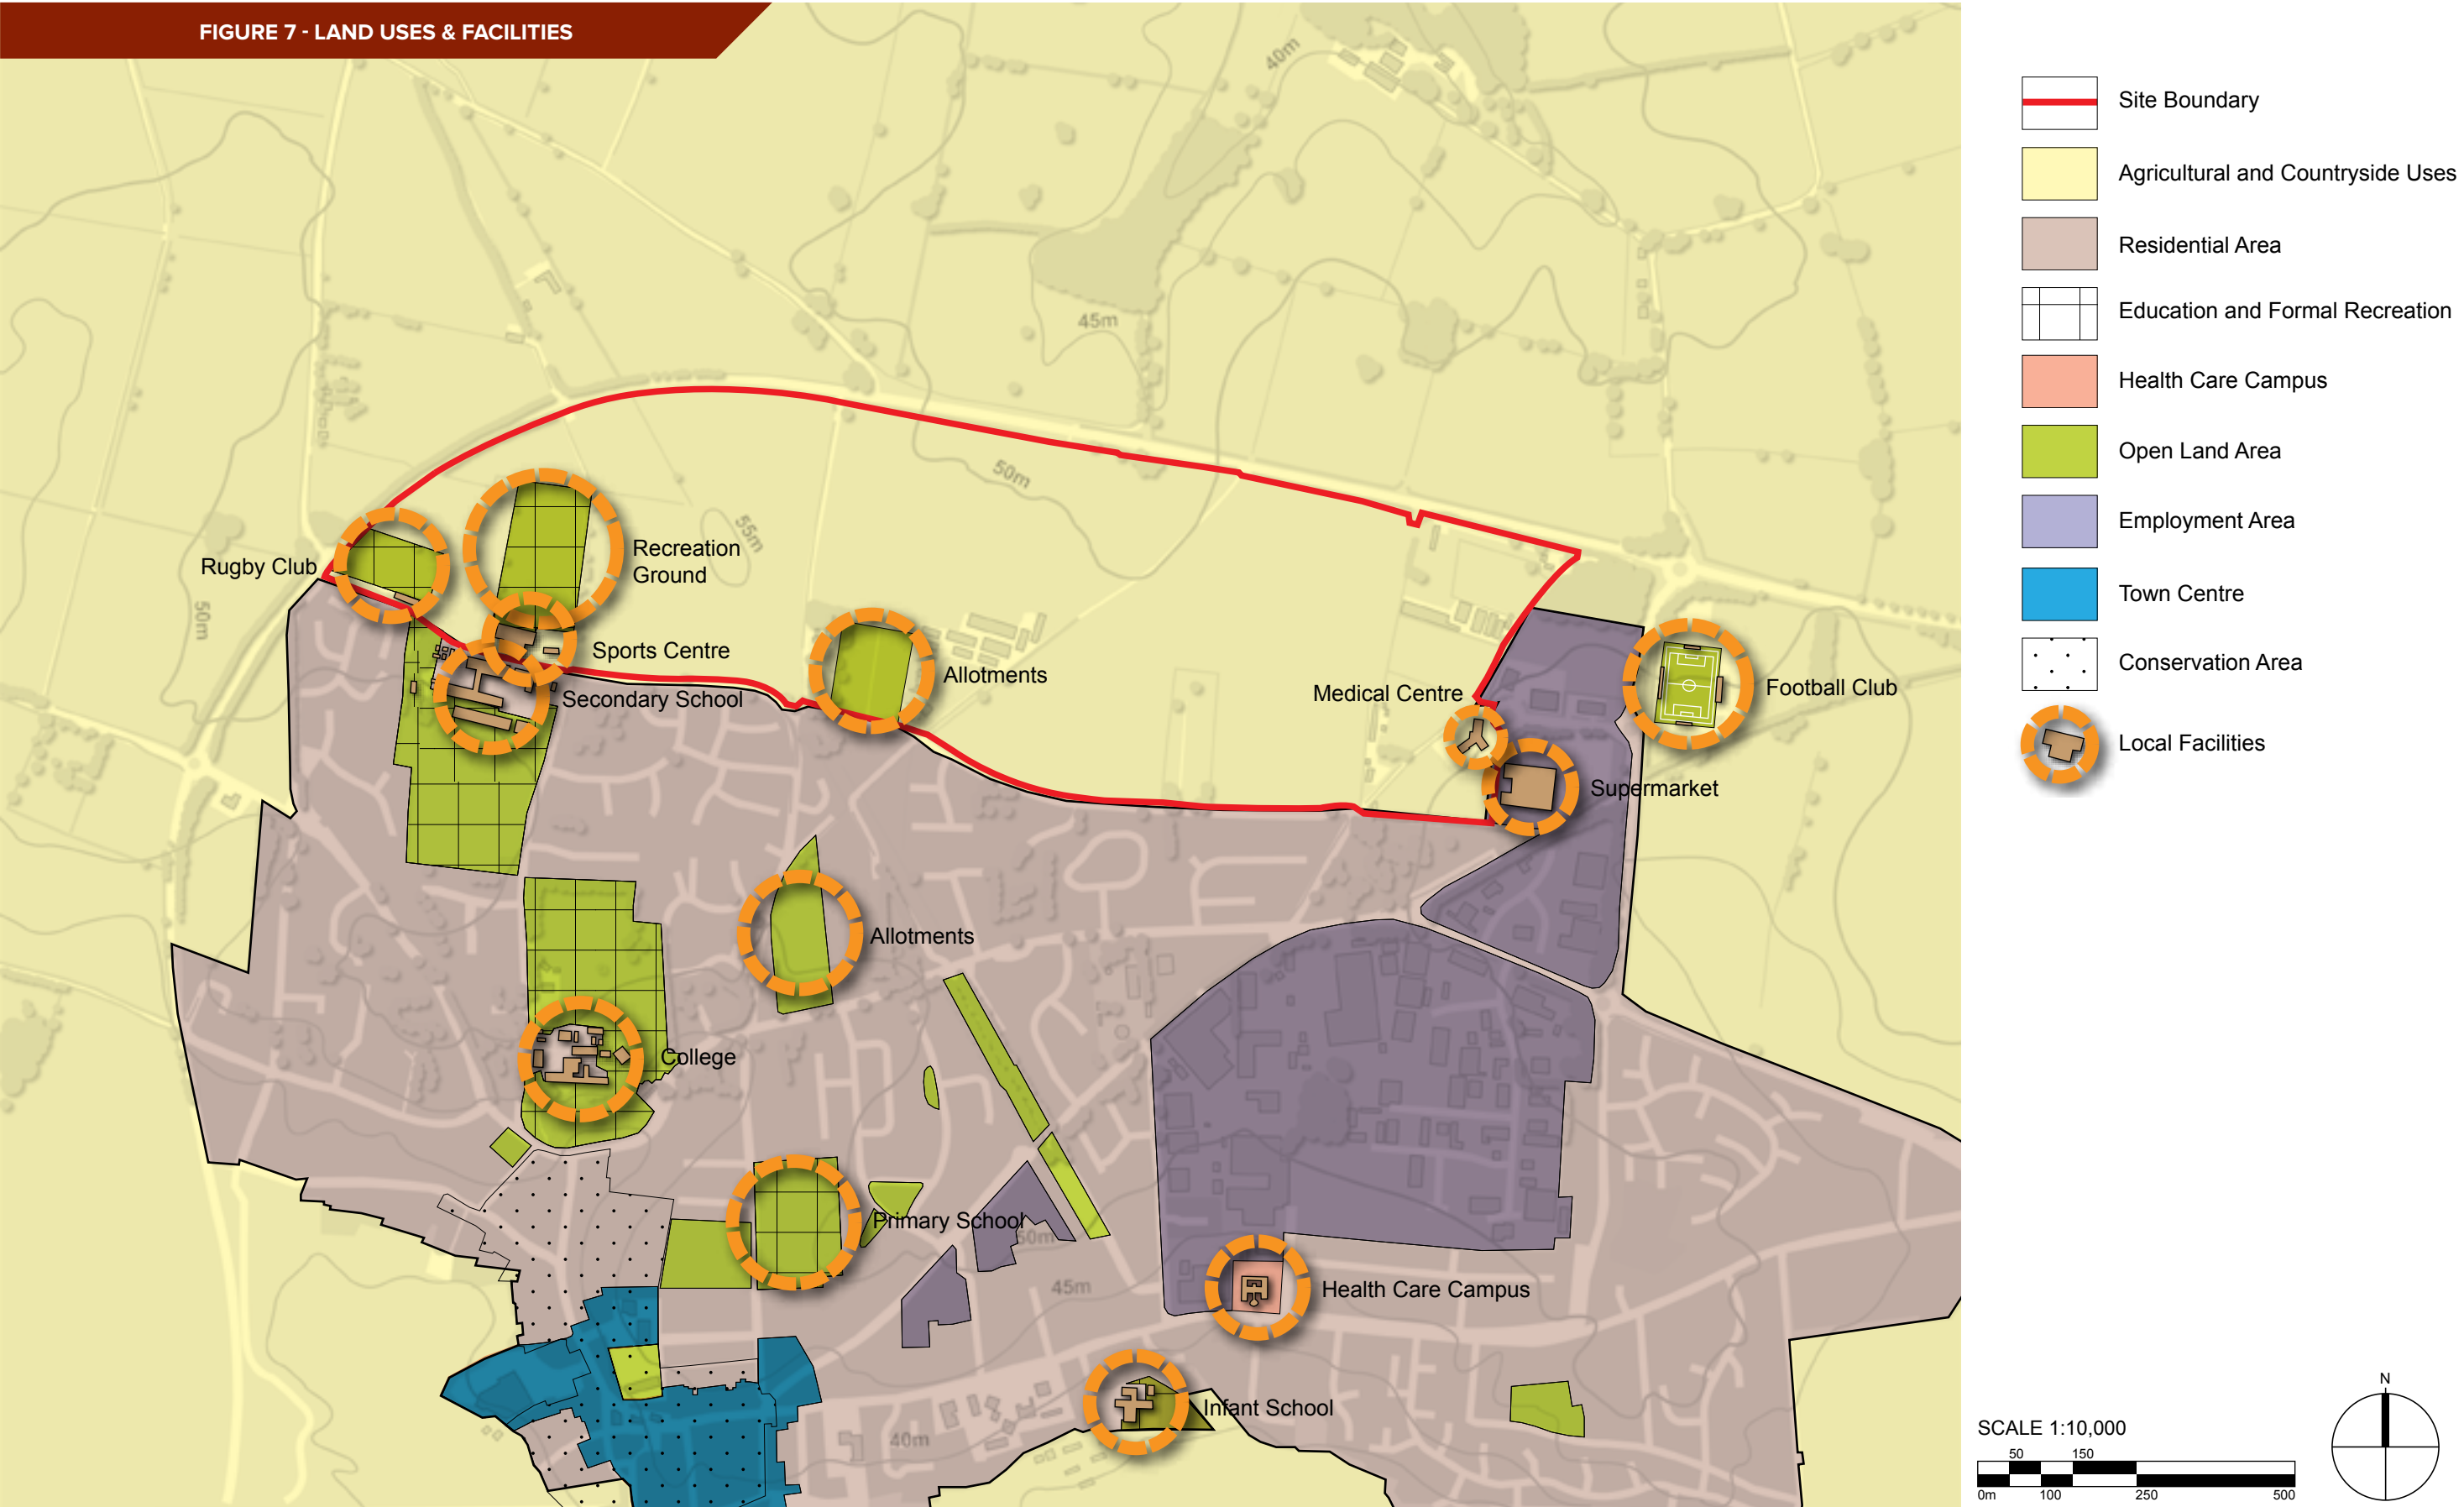 FIGURE 7 - LAND USES & FACILITIES
40m
45m
50m
55m
50m
Rugby Club
Recreation
Ground
Sports Centre
Secondary School
Allotments
Medical Centre
Football Club
Supermarket
Allotments
College
Primary School
50m
45m
Health Care Campus
Infant School
40m
Site Boundary
Agricultural and Countryside Uses
Residential Area
Education and Formal Recreation
Health Care Campus
Open Land Area
Employment Area
Town Centre
Conservation Area
Local Facilities
SCALE 1:10,000
50 150
0m 100 250 500
N